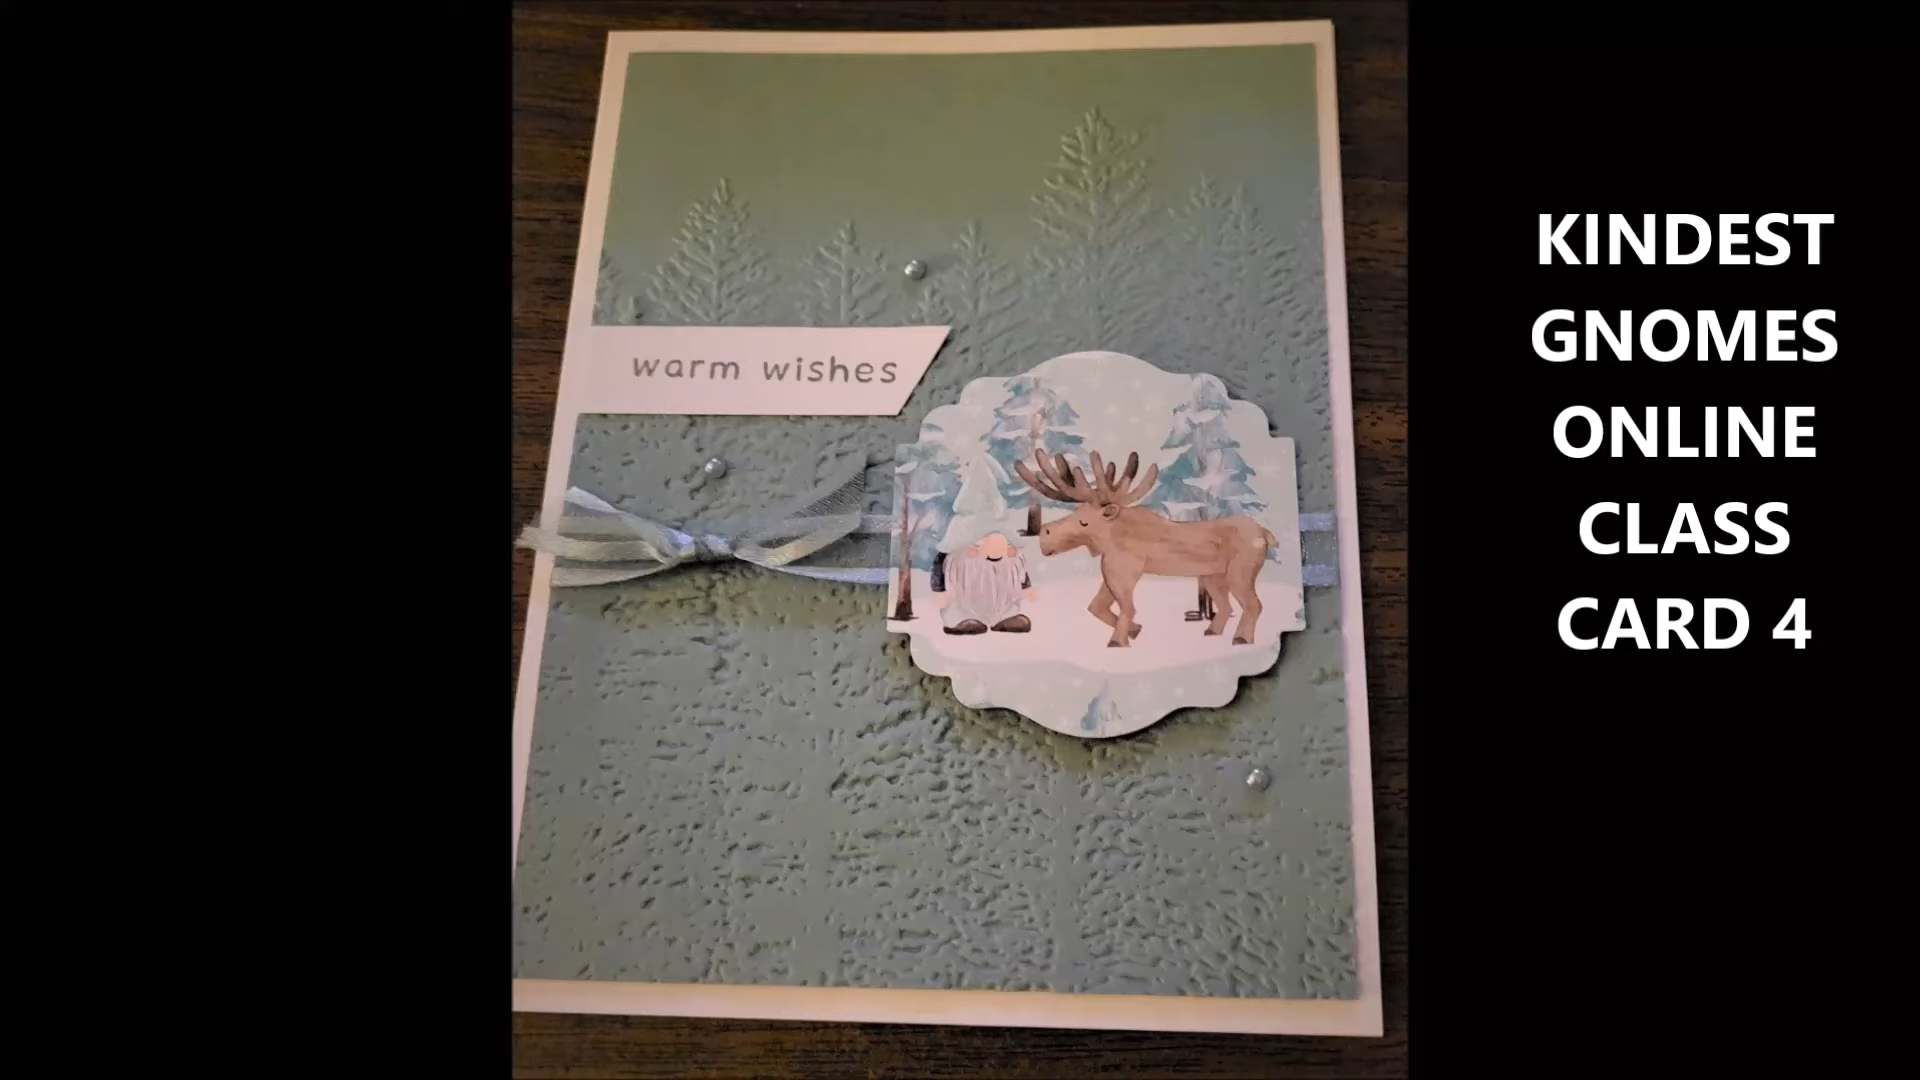 warm wishes
KINDEST
GNOMES
ONLINE
CLASS
CARD 4